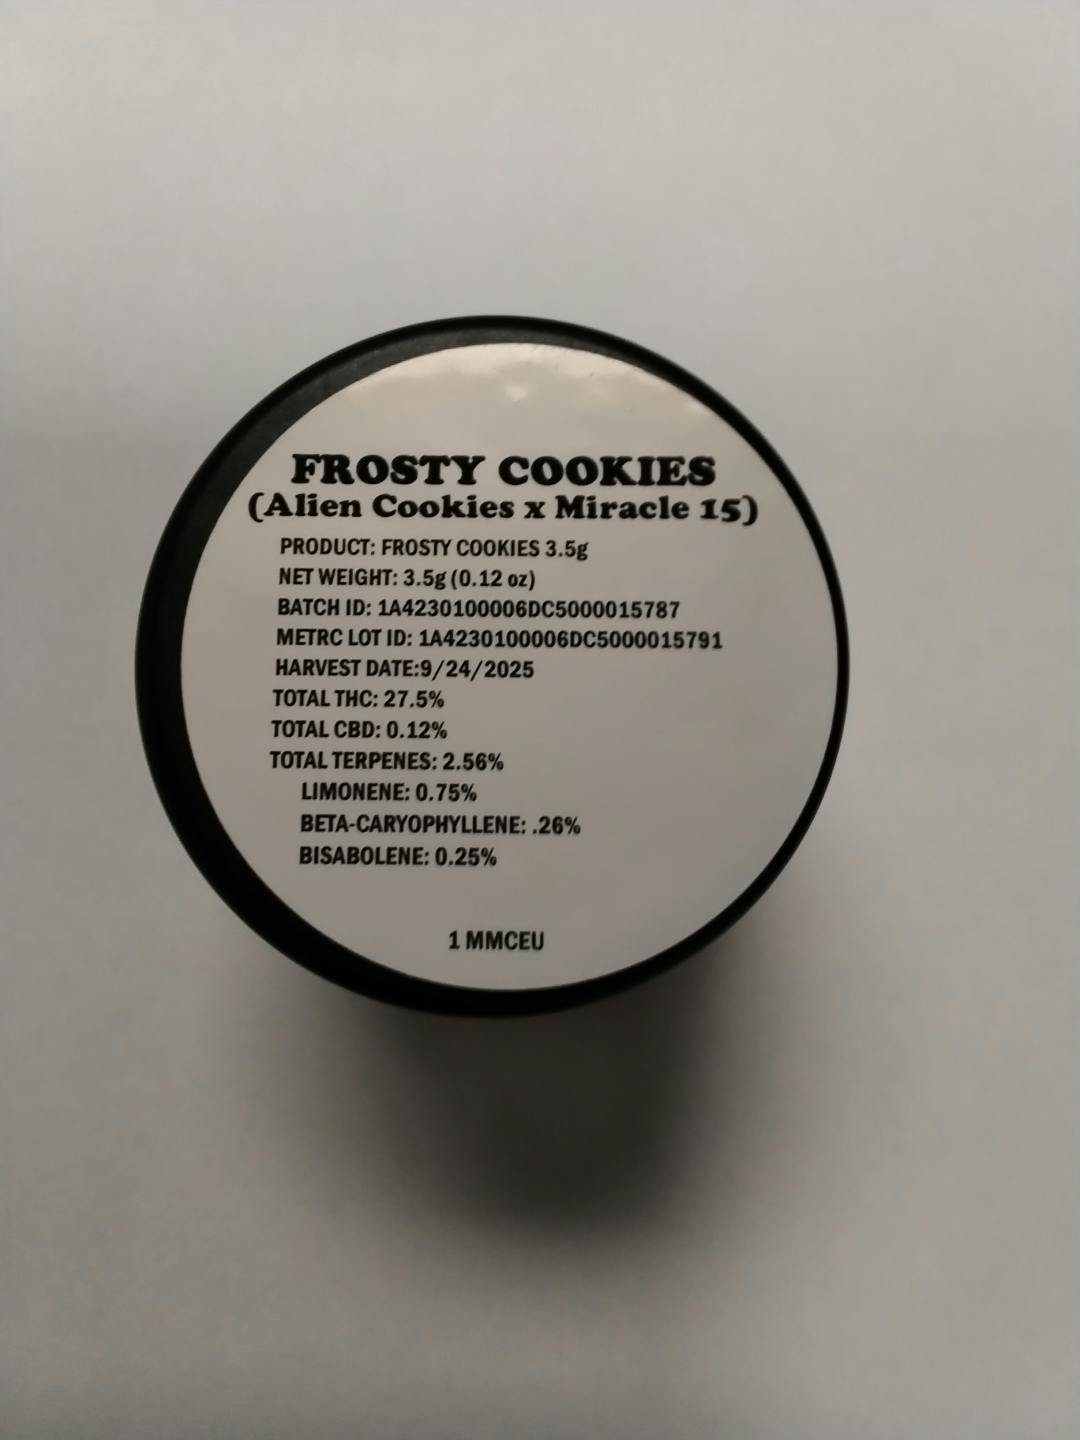 FROSTY COOKIES
(Alien Cookies x Miracle 15)
PRODUCT: FROSTY COOKIES 3.5g
NET WEIGHT: 3.5g (0.12 oz)
BATCH ID: 1A4230100006DC5000015787
METRC LOT ID: 1A4230100006DC5000015791
HARVEST DATE:9/24/2025
TOTAL THC: 27.5%
TOTAL CBD: 0.12%
TOTAL TERPENES: 2.56%
LIMONENE: 0.75%
BETA-CARYOPHYLLENE: .26%
BISABOLENE: 0.25%
1 MMCEU